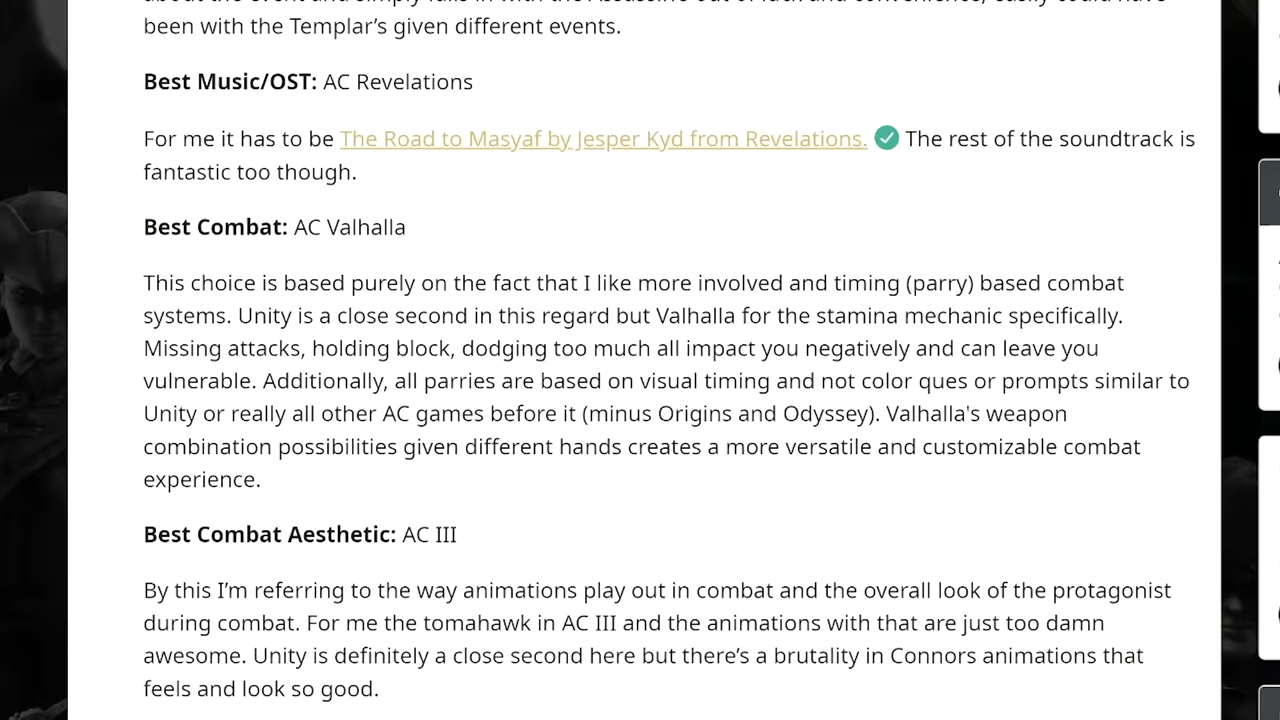 been with the Templar’s given different events.
Best Music/OST: AC Revelations
For me it has to be The Road to Masyaf by Jesper Kyd from Revelations. The rest of the soundtrack is
fantastic too though.
Best Combat: AC Valhalla
This choice is based purely on the fact that I like more involved and timing (parry) based combat
systems. Unity is a close second in this regard but Valhalla for the stamina mechanic specifically.
Missing attacks, holding block, dodging too much all impact you negatively and can leave you
vulnerable. Additionally, all parries are based on visual timing and not color ques or prompts similar to
Unity or really all other AC games before it (minus Origins and Odyssey). Valhalla's weapon
combination possibilities given different hands creates a more versatile and customizable combat
experience.
Best Combat Aesthetic: AC III
By this I’m referring to the way animations play out in combat and the overall look of the protagonist
during combat. For me the tomahawk in AC III and the animations with that are just too damn
awesome. Unity is definitely a close second here but there’s a brutality in Connors animations that
feels and look so good.